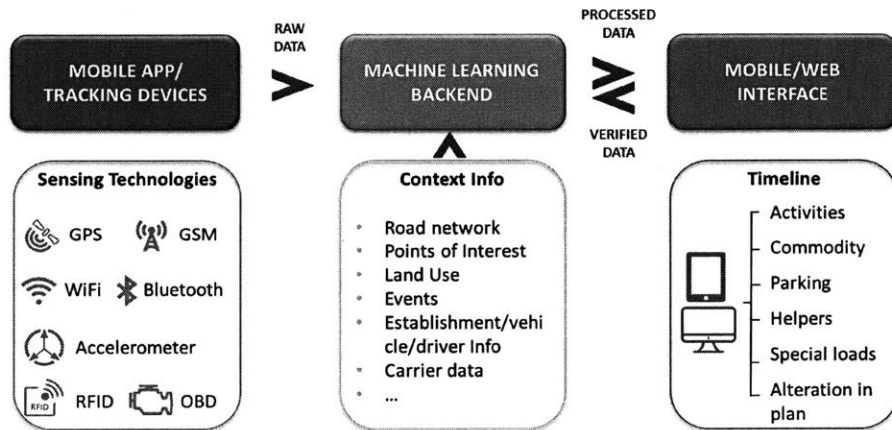 RAW
DATA
PROCESSED
DATA
MOBILE APP/
TRACKING DEVICES
MACHINE LEARNING
BACKEND
MOBILE/WEB
INTERFACE
VERIFIED
DATA
Sensing Technologies
GPS
GSM
WiFi
Bluetooth
Accelerometer
RFID
RFID
OBD
Context Info
• Road network
• Points of Interest
• Land Use
• Events
• Establishment/vehi
cle/driver Info
• Carrier data
• ...
Timeline
Activities
Commodity
Parking
Helpers
Special loads
Alteration in
plan